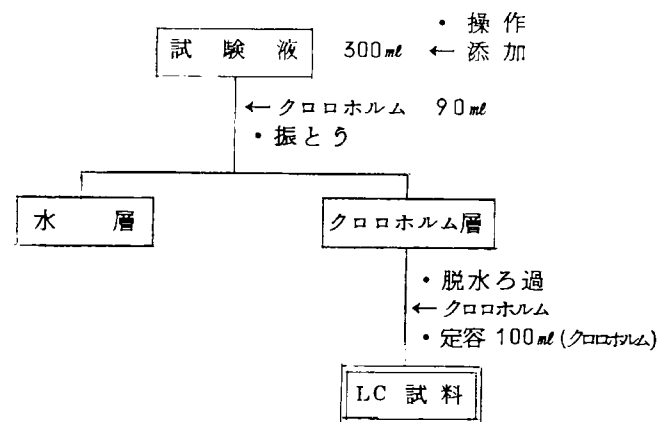 ・ 操 作
試 験 液 300ml ← 添 加
← クロロホルム 90ml
・ 振 と う
水 層
クロロホルム層
・ 脱水ろ過
← クロロホルム
・ 定容 100ml (クロロホルム)
LC 試 料